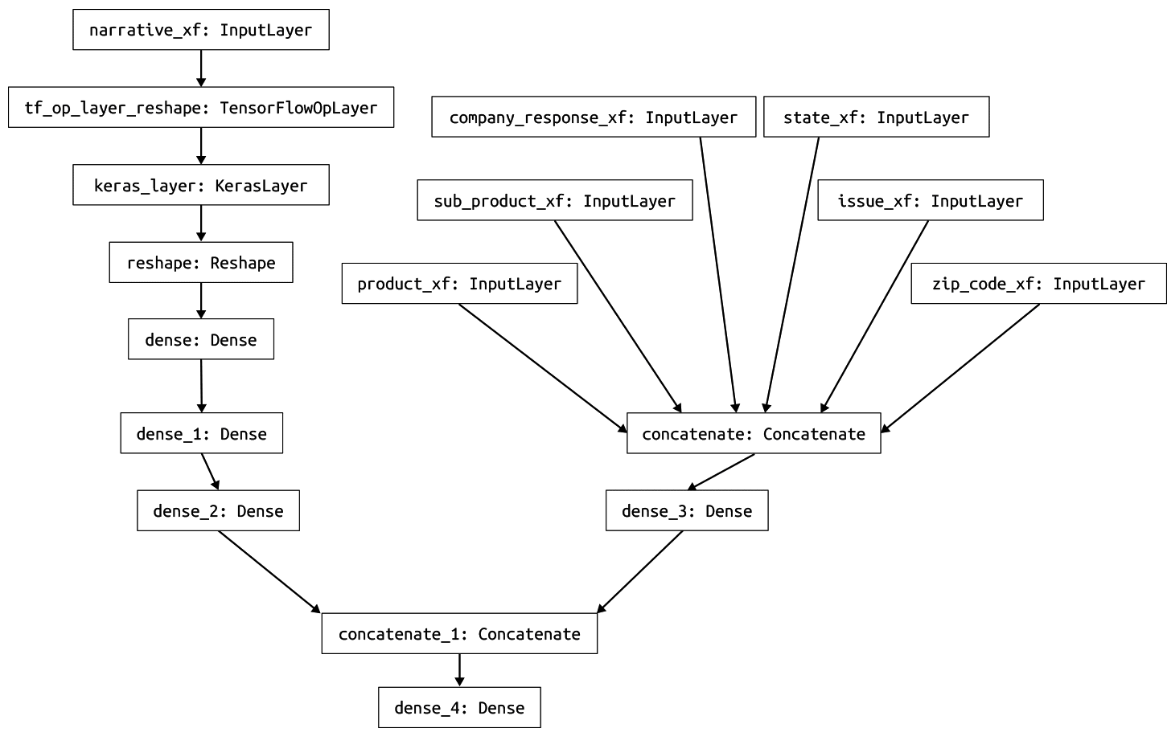 narrative_xf: InputLayer
tf_op_layer_reshape: TensorFlowOpLayer
keras_layer: KerasLayer
reshape: Reshape
dense: Dense
dense_1: Dense
dense_2: Dense
company_response_xf: InputLayer
state_xf: InputLayer
sub_product_xf: InputLayer
issue_xf: InputLayer
product_xf: InputLayer
zip_code_xf: InputLayer
concatenate: Concatenate
dense_3: Dense
concatenate_1: Concatenate
dense_4: Dense